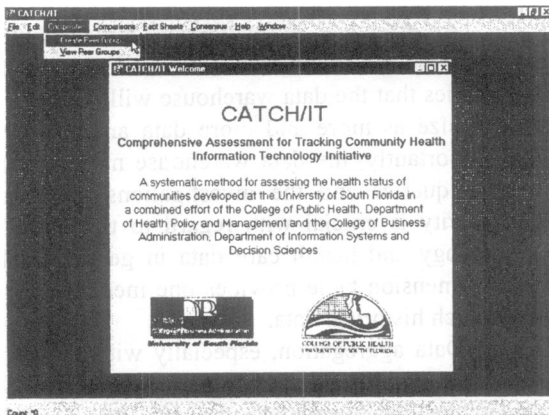 CATCH/IT
File Edit Comparisons Fact Sheets Consensus Help Window
Create Peer Group
View Peer Groups
CATCH/IT Welcome
CATCH/IT
Comprehensive Assessment for Tracking Community Health
Information Technology Initiative
A systematic method for assessing the health status of
communities developed at the University of South Florida in
a combined effort of the College of Public Health, Department
of Health Policy and Management and the College of Business
Administration, Department of Information Systems and
Decision Sciences
University of South Florida
COLLEGE OF PUBLIC HEALTH
UNIVERSITY OF SOUTH FLORIDA
Count: *0